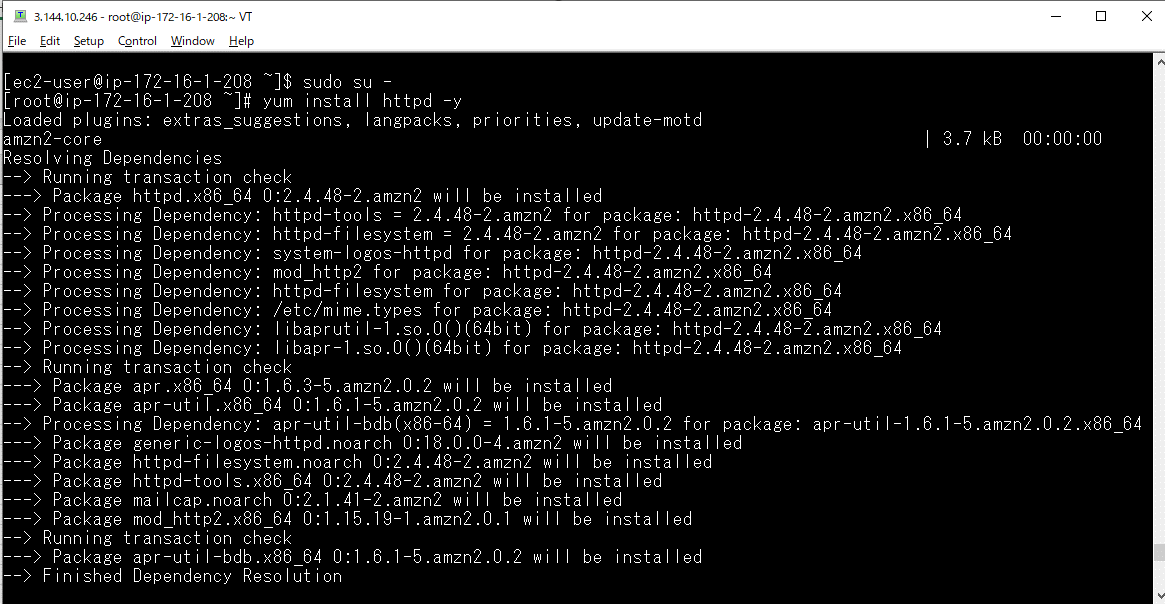 3.144.10.246 - root@ip-172-16-1-208:~ VT
File Edit Setup Control Window Help
[ec2-user@ip-172-16-1-208 ~]$ sudo su -
[root@ip-172-16-1-208 ~]# yum install httpd -y
Loaded plugins: extras_suggestions, langpacks, priorities, update-motd
amzn2-core | 3.7 kB 00:00:00
Resolving Dependencies
--> Running transaction check
---> Package httpd.x86_64 0:2.4.48-2.amzn2 will be installed
--> Processing Dependency: httpd-tools = 2.4.48-2.amzn2 for package: httpd-2.4.48-2.amzn2.x86_64
--> Processing Dependency: httpd-filesystem = 2.4.48-2.amzn2 for package: httpd-2.4.48-2.amzn2.x86_64
--> Processing Dependency: system-logos-httpd for package: httpd-2.4.48-2.amzn2.x86_64
--> Processing Dependency: mod_http2 for package: httpd-2.4.48-2.amzn2.x86_64
--> Processing Dependency: httpd-filesystem for package: httpd-2.4.48-2.amzn2.x86_64
--> Processing Dependency: /etc/mime.types for package: httpd-2.4.48-2.amzn2.x86_64
--> Processing Dependency: libaprutil-1.so.0()(64bit) for package: httpd-2.4.48-2.amzn2.x86_64
--> Processing Dependency: libapr-1.so.0()(64bit) for package: httpd-2.4.48-2.amzn2.x86_64
--> Running transaction check
---> Package apr.x86_64 0:1.6.3-5.amzn2.0.2 will be installed
---> Package apr-util.x86_64 0:1.6.1-5.amzn2.0.2 will be installed
--> Processing Dependency: apr-util-bdb(x86-64) = 1.6.1-5.amzn2.0.2 for package: apr-util-1.6.1-5.amzn2.0.2.x86_64
---> Package generic-logos-httpd.noarch 0:18.0.0-4.amzn2 will be installed
---> Package httpd-filesystem.noarch 0:2.4.48-2.amzn2 will be installed
---> Package httpd-tools.x86_64 0:2.4.48-2.amzn2 will be installed
---> Package mailcap.noarch 0:2.1.41-2.amzn2 will be installed
---> Package mod_http2.x86_64 0:1.15.19-1.amzn2.0.1 will be installed
--> Running transaction check
---> Package apr-util-bdb.x86_64 0:1.6.1-5.amzn2.0.2 will be installed
--> Finished Dependency Resolution